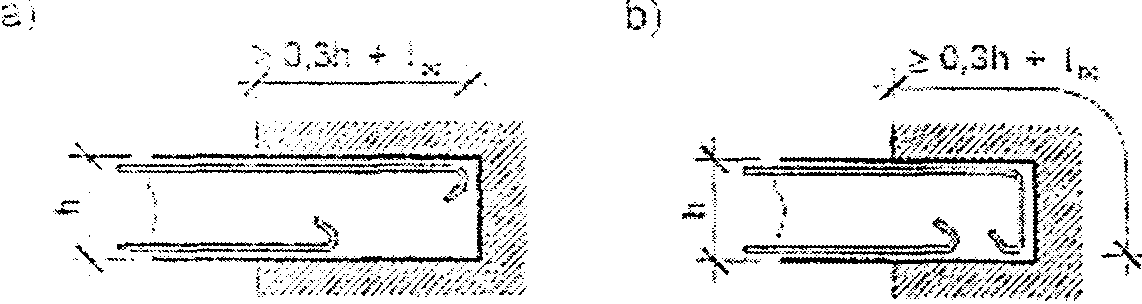 a)
≥ 0,3h + l
h
b)
≥ 0,3h + l
h